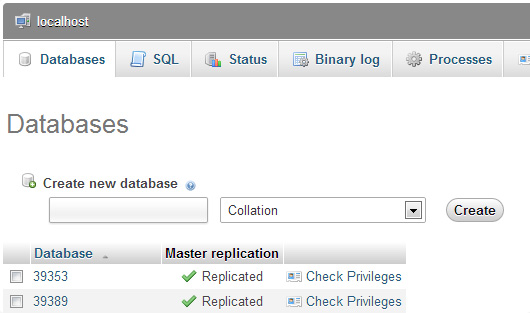 localhost
Databases SQL Status Binary log Processes
Databases
Create new database
Collation Create
Database Master replication
39353 Replicated Check Privileges
39389 Replicated Check Privileges